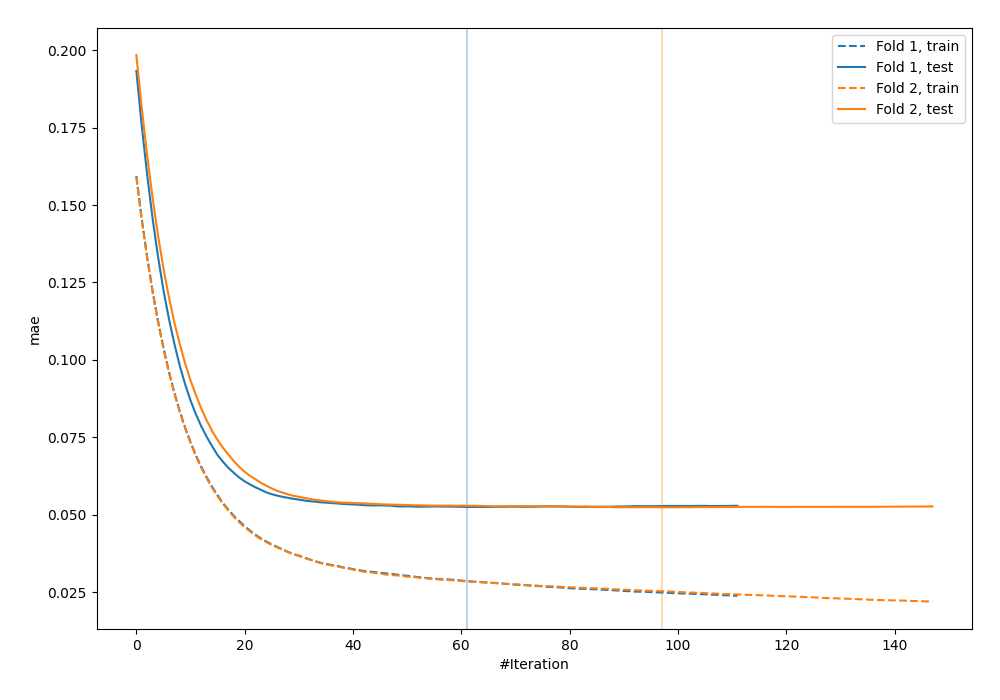 0.200
0.175
0.150
0.125
0.100
0.075
0.050
0.025
mae
0 20 40 60 80 100 120 140
#Iteration
Fold 1, train
Fold 1, test
Fold 2, train
Fold 2, test